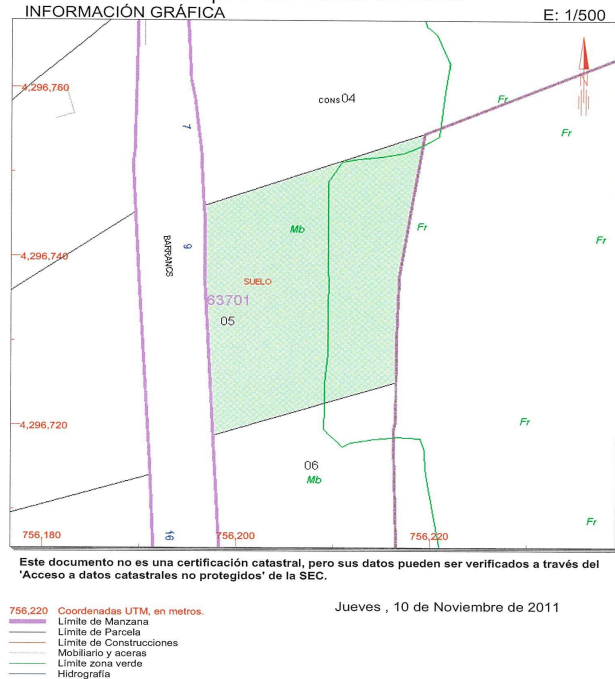 INFORMACIÓN GRÁFICA
E: 1/500
4,296,760
CONS 04
Fr
Fr
7
Mb
Fr
Fr
4,296,740
BARRANCS
9
SUELO
63701
05
4,296,720
Fr
06
Mb
Fr
16
756,180
756,200
756,220
Este documento no es una certificación catastral, pero sus datos pueden ser verificados a través del
'Acceso a datos catastrales no protegidos' de la SEC.
756,220 Coordenadas UTM, en metros.
Jueves , 10 de Noviembre de 2011
Límite de Manzana
Límite de Parcela
Límite de Construcciones
Mobiliario y aceras
Límite zona verde
Hidrografía